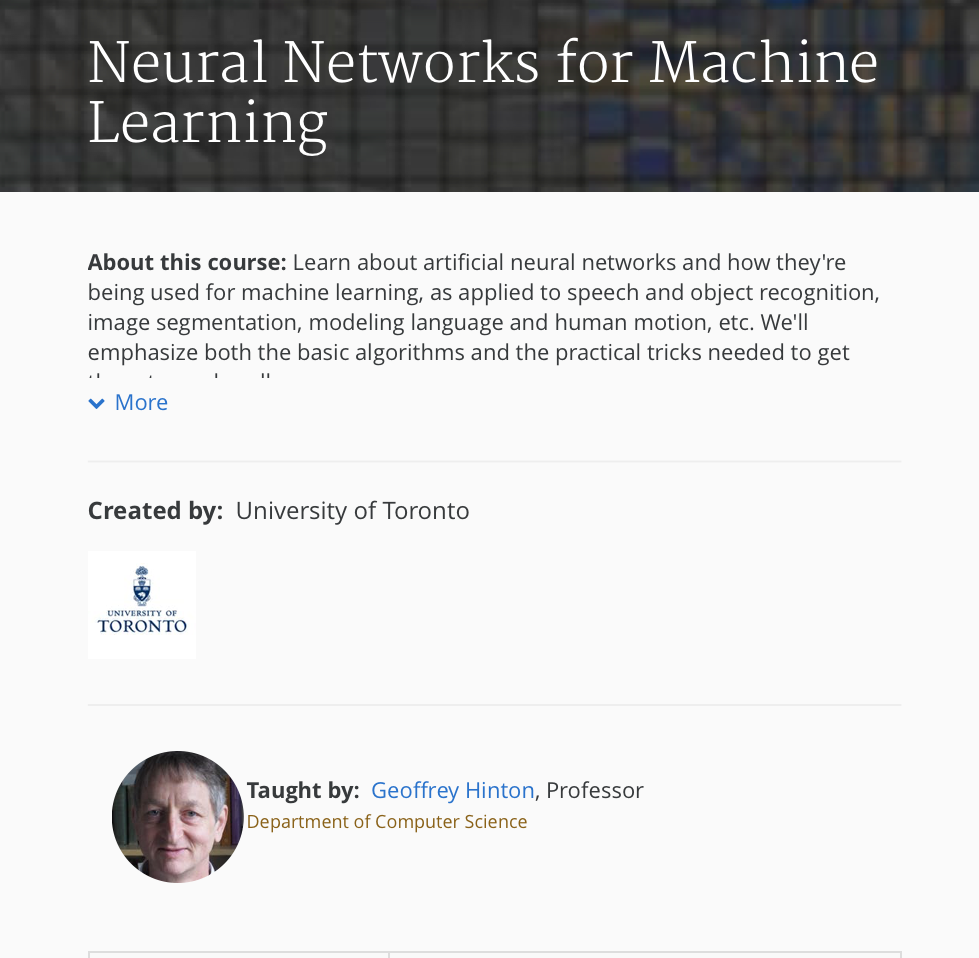 Neural Networks for Machine
Learning
About this course: Learn about artificial neural networks and how they're
being used for machine learning, as applied to speech and object recognition,
image segmentation, modeling language and human motion, etc. We'll
emphasize both the basic algorithms and the practical tricks needed to get
More
Created by: University of Toronto
UNIVERSITY OF
TORONTO
Taught by: Geoffrey Hinton, Professor
Department of Computer Science